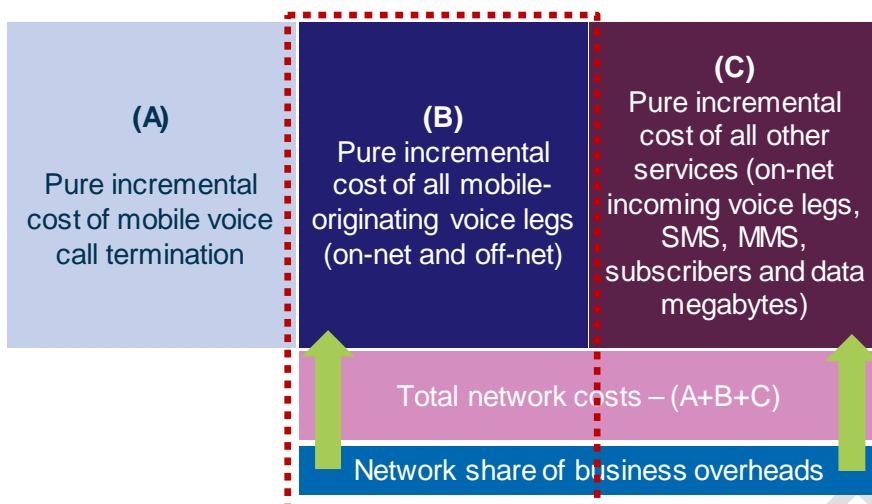 (A)
Pure incremental
cost of mobile voice
call termination
(B)
Pure incremental
cost of all mobile-
originating voice legs
(on-net and off-net)
(C)
Pure incremental
cost of all other
services (on-net
incoming voice legs,
SMS, MMS,
subscribers and data
megabytes)
Total network costs – (A+B+C)
Network share of business overheads